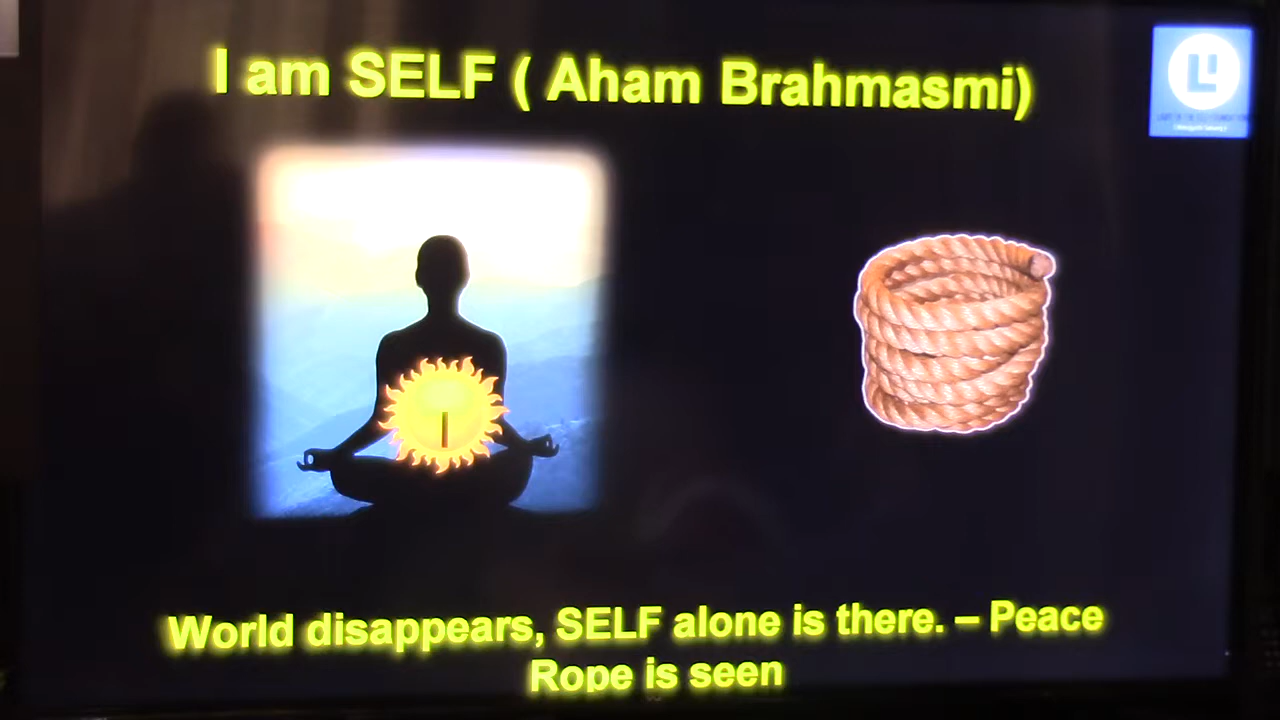 I am SELF ( Aham Brahmasmi)
I
World disappears, SELF alone is there. – Peace
Rope is seen